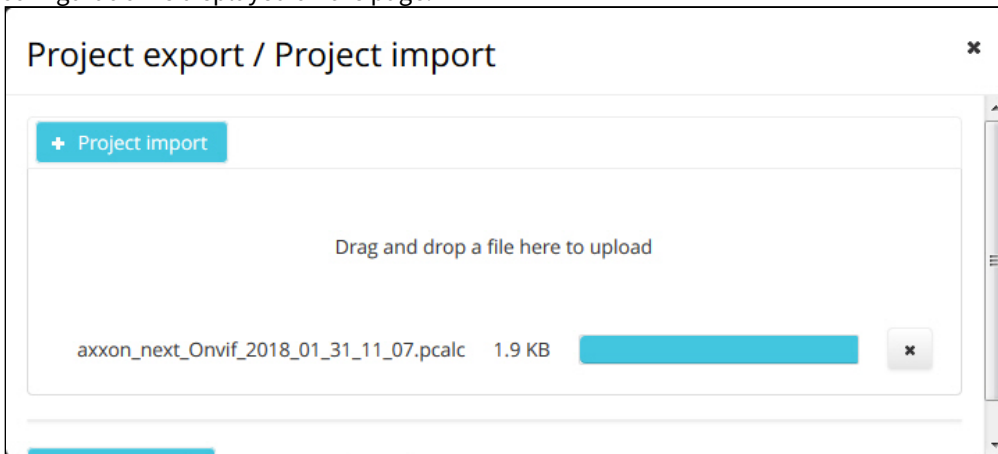 Project export / Project import
Project import
Drag and drop a file here to upload
axxon_next_Onvif_2018_01_31_11_07.pcalc 1.9 KB